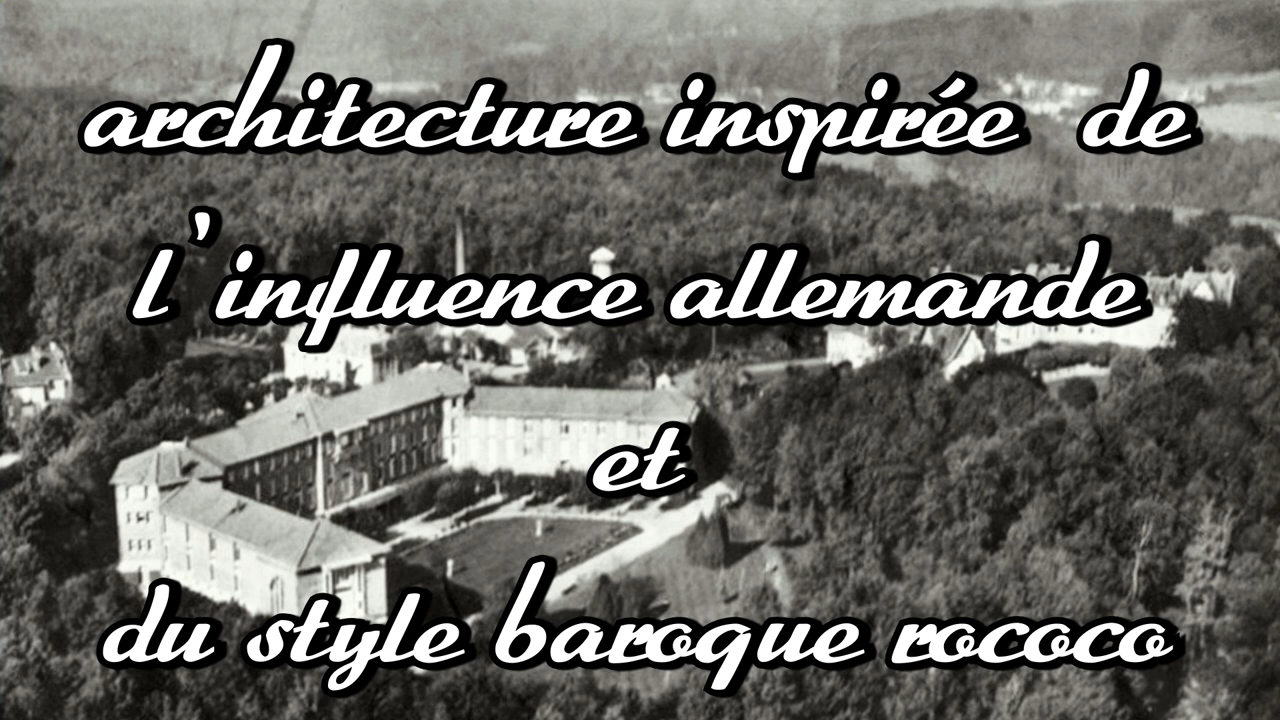 architecture inspirée de
l'influence allemande
et
du style baroque rococo